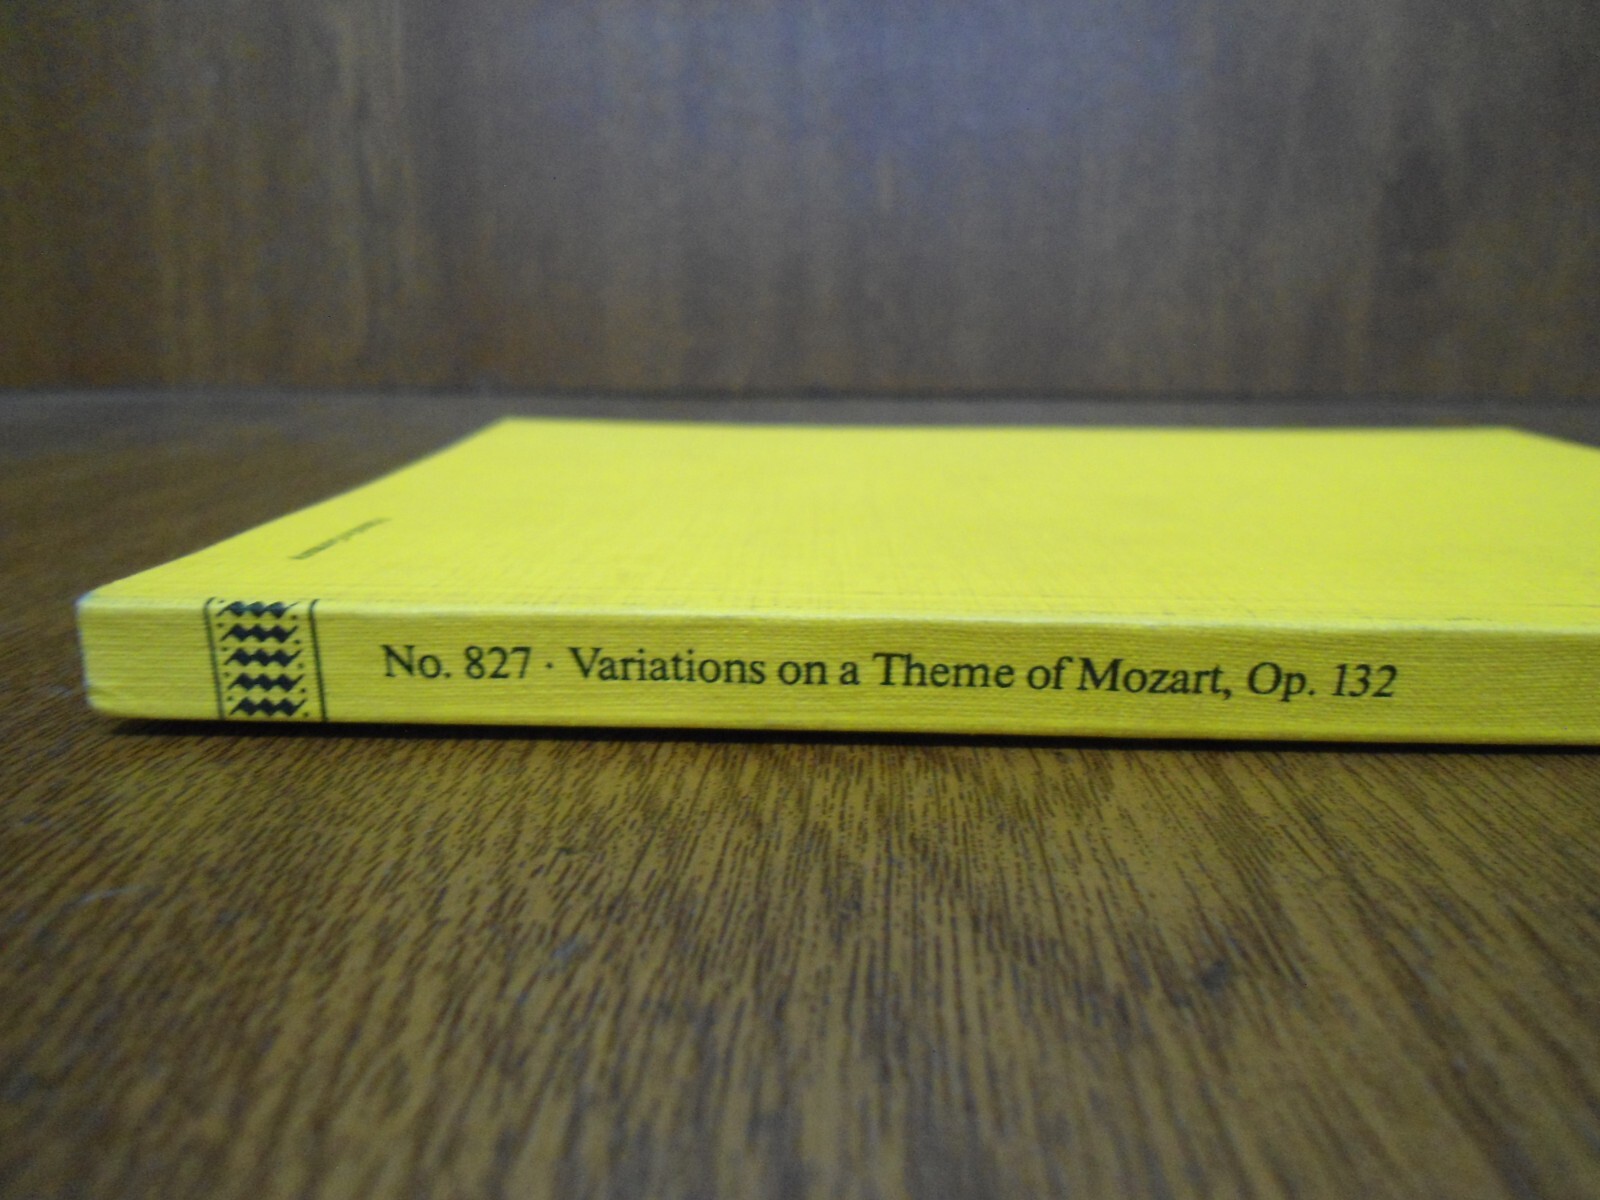 No. 827 · Variations on a Theme of Mozart, Op. 132